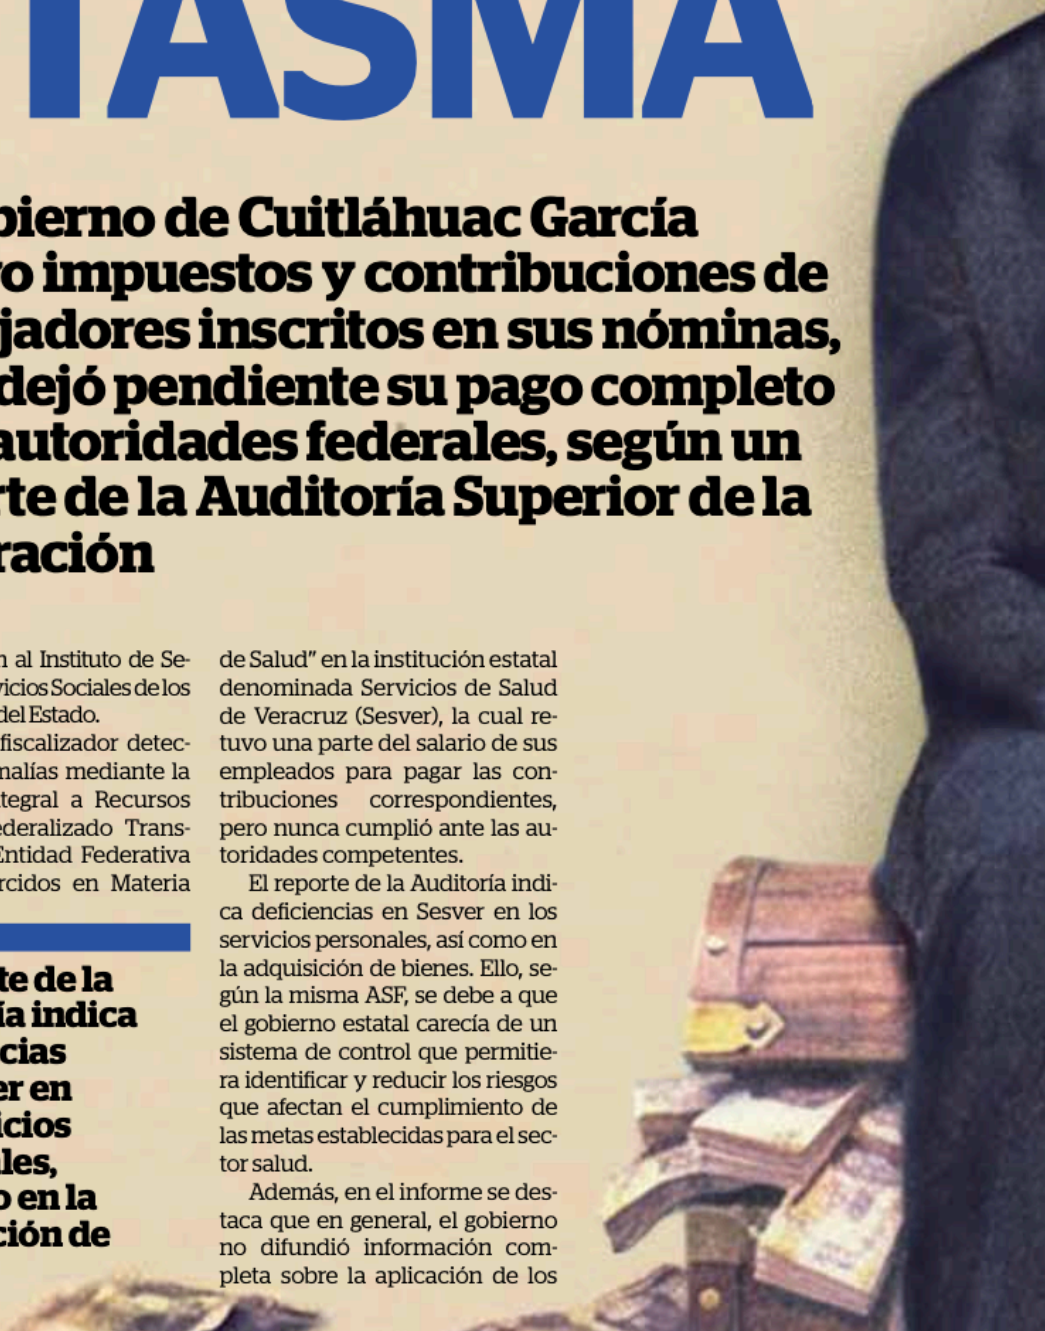 TASMA
bierno de Cuitláhuac García
o impuestos y contribuciones de
jadores inscritos en sus nóminas,
dejó pendiente su pago completo
autoridades federales, según un
rte de la Auditoría Superior de la
ración
al Instituto de Se-
vicios Sociales de los
del Estado.
fiscalizador detec-
malías mediante la
tegral a Recursos
ederalizado Trans-
Entidad Federativa
rcidos en Materia
te de la
ía indica
cias
er en
icios
les,
o en la
ción de
de Salud” en la institución estatal
denominada Servicios de Salud
de Veracruz (Sesver), la cual re-
tuvo una parte del salario de sus
empleados para pagar las con-
tribuciones correspondientes,
pero nunca cumplió ante las au-
toridades competentes.
El reporte de la Auditoría indi-
ca deficiencias en Sesver en los
servicios personales, así como en
la adquisición de bienes. Ello, se-
gún la misma ASF, se debe a que
el gobierno estatal carecía de un
sistema de control que permitie-
ra identificar y reducir los riesgos
que afectan el cumplimiento de
las metas establecidas para el sec-
tor salud.
Además, en el informe se des-
taca que en general, el gobierno
no difundió información com-
pleta sobre la aplicación de los